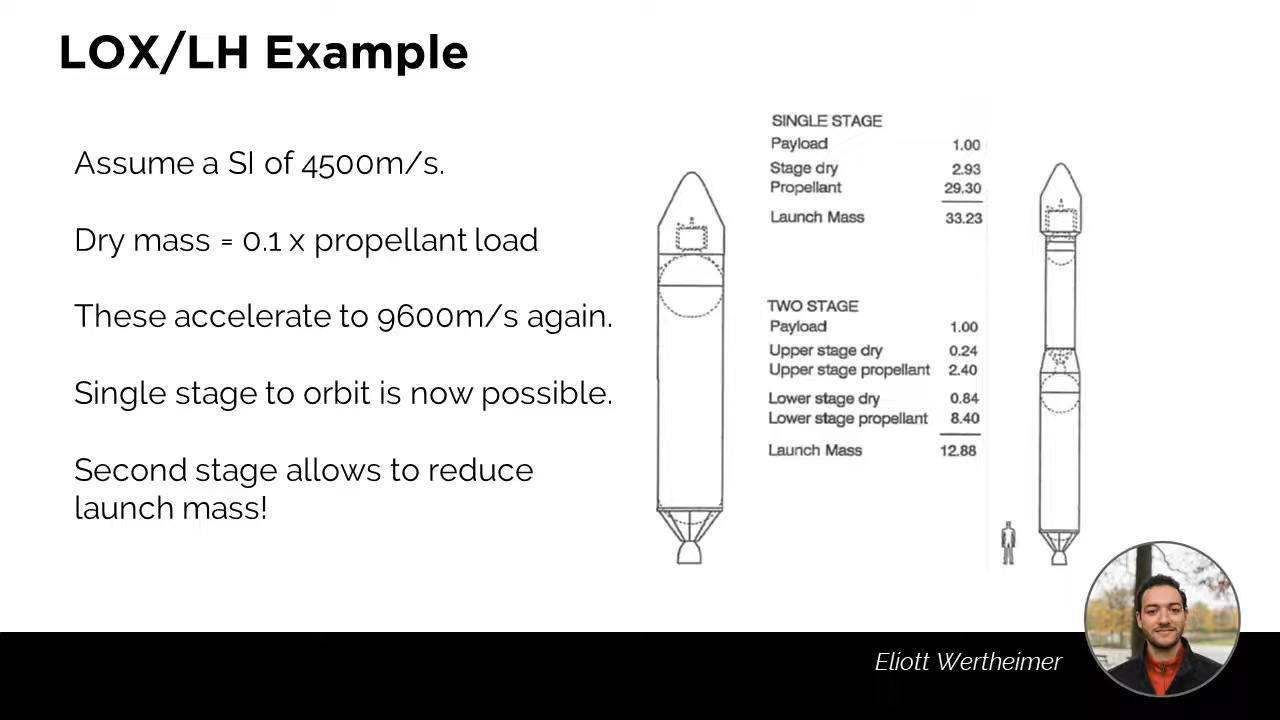 LOX/LH Example
Assume a SI of 4500m/s.
Dry mass = 0.1 x propellant load
These accelerate to 9600m/s again.
Single stage to orbit is now possible.
Second stage allows to reduce
launch mass!
SINGLE STAGE
Payload 1.00
Stage dry 2.93
Propellant 29.30
Launch Mass 33.23
TWO STAGE
Payload 1.00
Upper stage dry 0.24
Upper stage propellant 2.40
Lower stage dry 0.84
Lower stage propellant 8.40
Launch Mass 12.88
Eliott Wertheimer